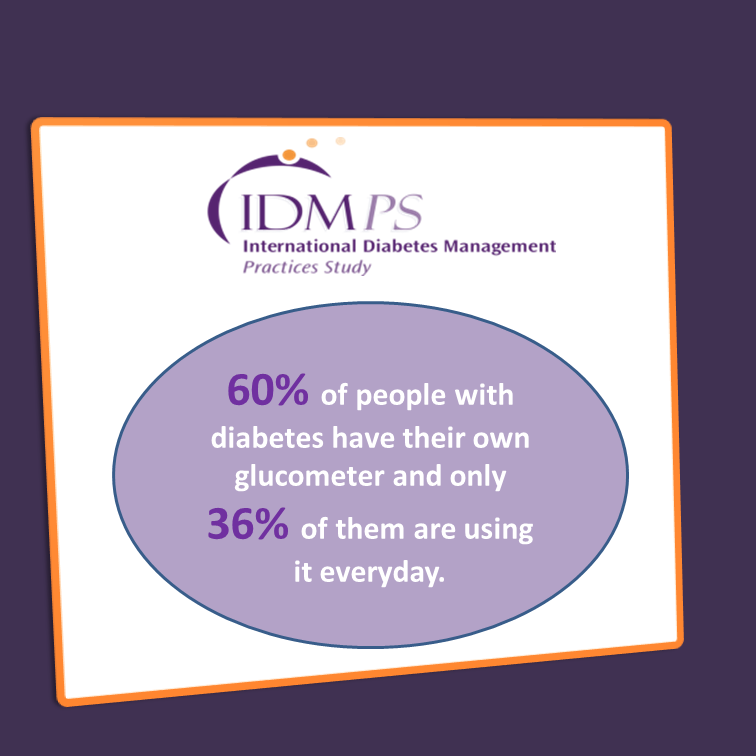 IDMPS
International Diabetes Management
Practices Study
60% of people with
diabetes have their own
glucometer and only
36% of them are using
it everyday.